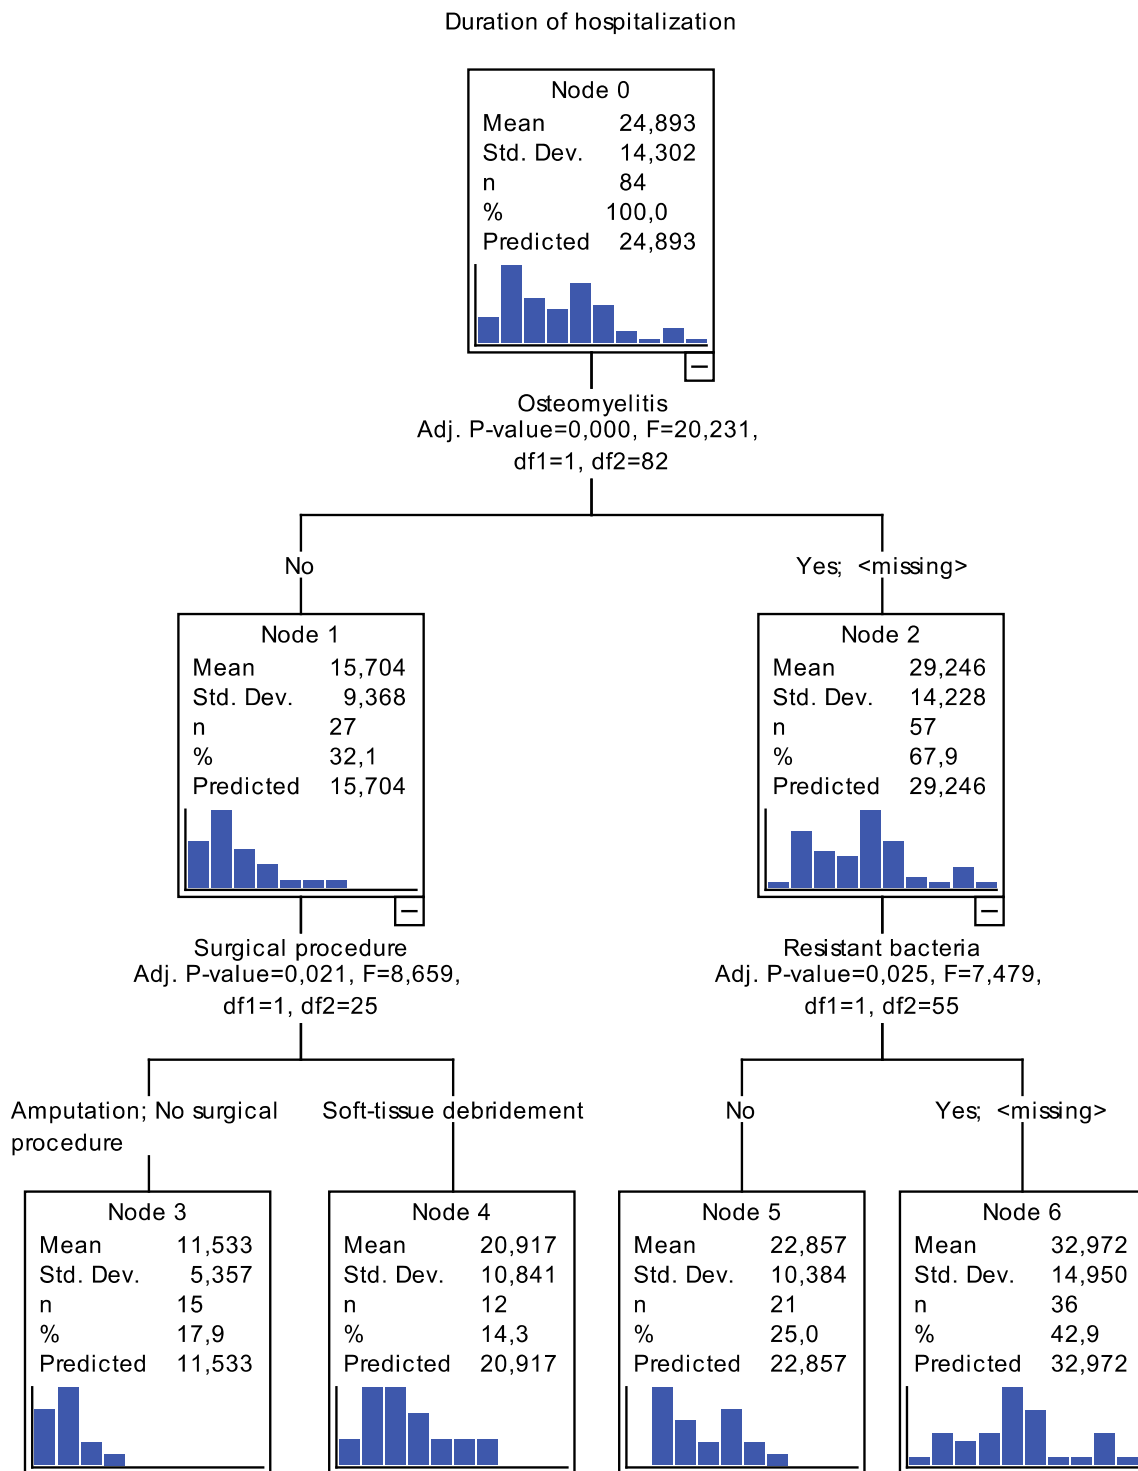 Duration of hospitalization
Node 0
Mean 24,893
Std. Dev. 14,302
n 84
% 100,0
Predicted 24,893
Osteomyelitis
Adj. P-value=0,000, F=20,231,
df1=1, df2=82
No
Yes; <missing>
Node 1
Mean 15,704
Std. Dev. 9,368
n 27
% 32,1
Predicted 15,704
Node 2
Mean 29,246
Std. Dev. 14,228
n 57
% 67,9
Predicted 29,246
Surgical procedure
Adj. P-value=0,021, F=8,659,
df1=1, df2=25
Resistant bacteria
Adj. P-value=0,025, F=7,479,
df1=1, df2=55
Amputation; No surgical
procedure
Soft-tissue debridement
No
Yes; <missing>
Node 3
Mean 11,533
Std. Dev. 5,357
n 15
% 17,9
Predicted 11,533
Node 4
Mean 20,917
Std. Dev. 10,841
n 12
% 14,3
Predicted 20,917
Node 5
Mean 22,857
Std. Dev. 10,384
n 21
% 25,0
Predicted 22,857
Node 6
Mean 32,972
Std. Dev. 14,950
n 36
% 42,9
Predicted 32,972